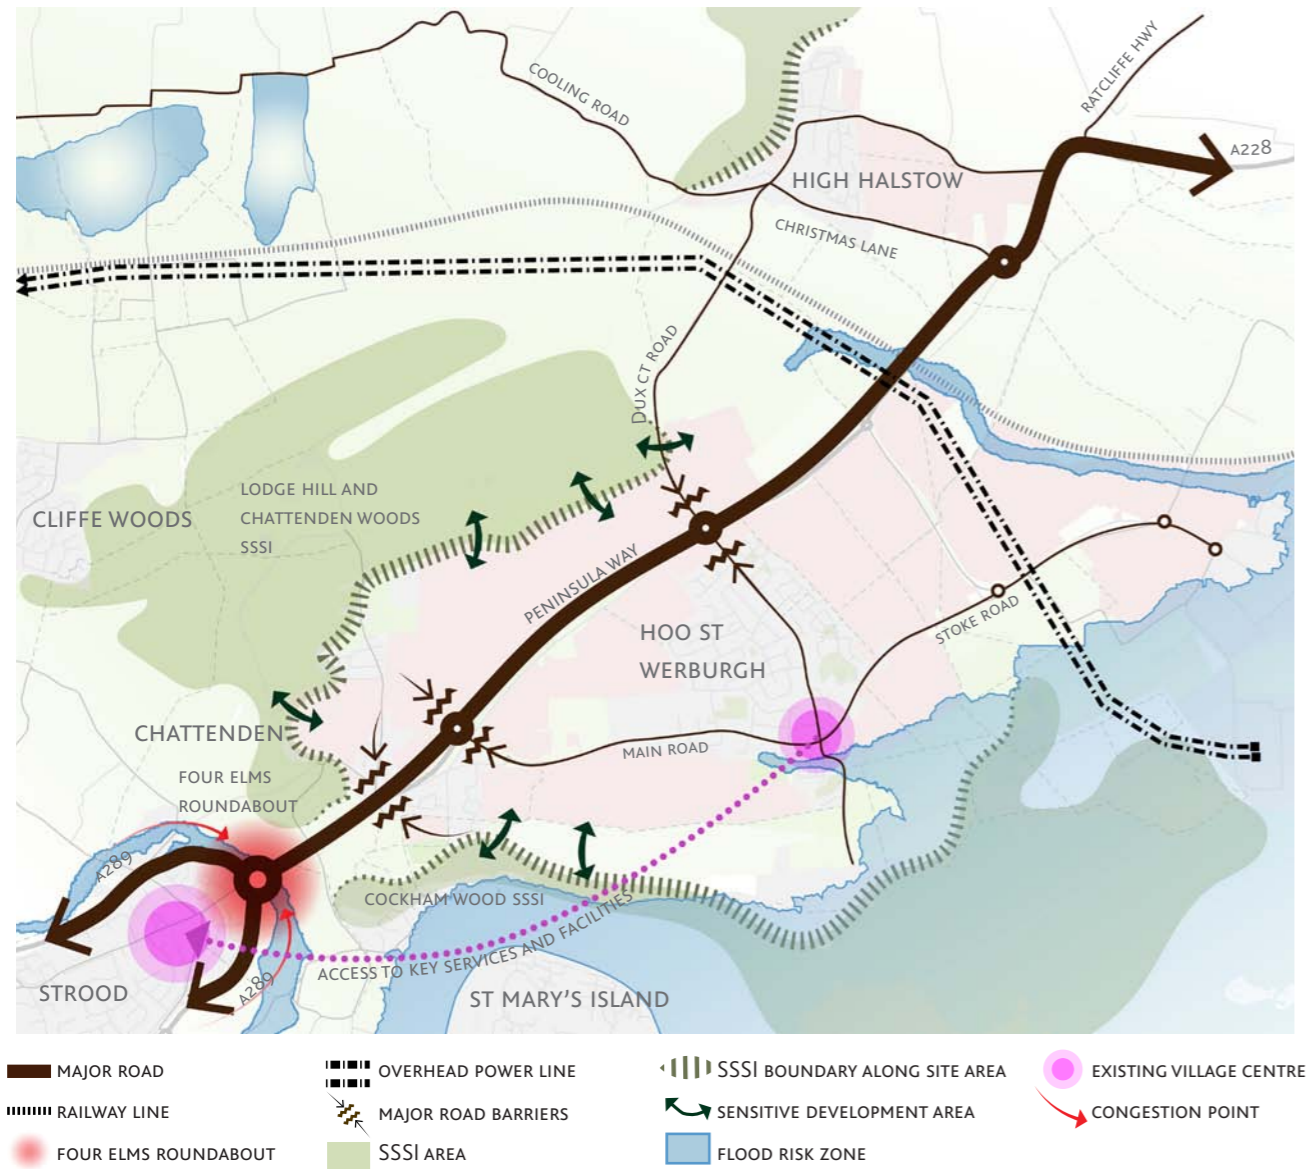 COOLING ROAD
RATCLIFFE HWY
A228
HIGH HALSTOW
CHRISTMAS LANE
DUX CT ROAD
LODGE HILL AND
CHATTENDEN WOODS
SSSI
CLIFFE WOODS
PENINSULA WAY
HOO ST
WERBURGH
STOKE ROAD
CHATTENDEN
MAIN ROAD
FOUR ELMS
ROUNDABOUT
A289
COCKHAM WOOD SSSI
ACCESS TO KEY SERVICES AND FACILITIES
A289
STROOD
ST MARY'S ISLAND
MAJOR ROAD
OVERHEAD POWER LINE
SSSI BOUNDARY ALONG SITE AREA
EXISTING VILLAGE CENTRE
RAILWAY LINE
MAJOR ROAD BARRIERS
SENSITIVE DEVELOPMENT AREA
CONGESTION POINT
FOUR ELMS ROUNDABOUT
SSSI AREA
FLOOD RISK ZONE